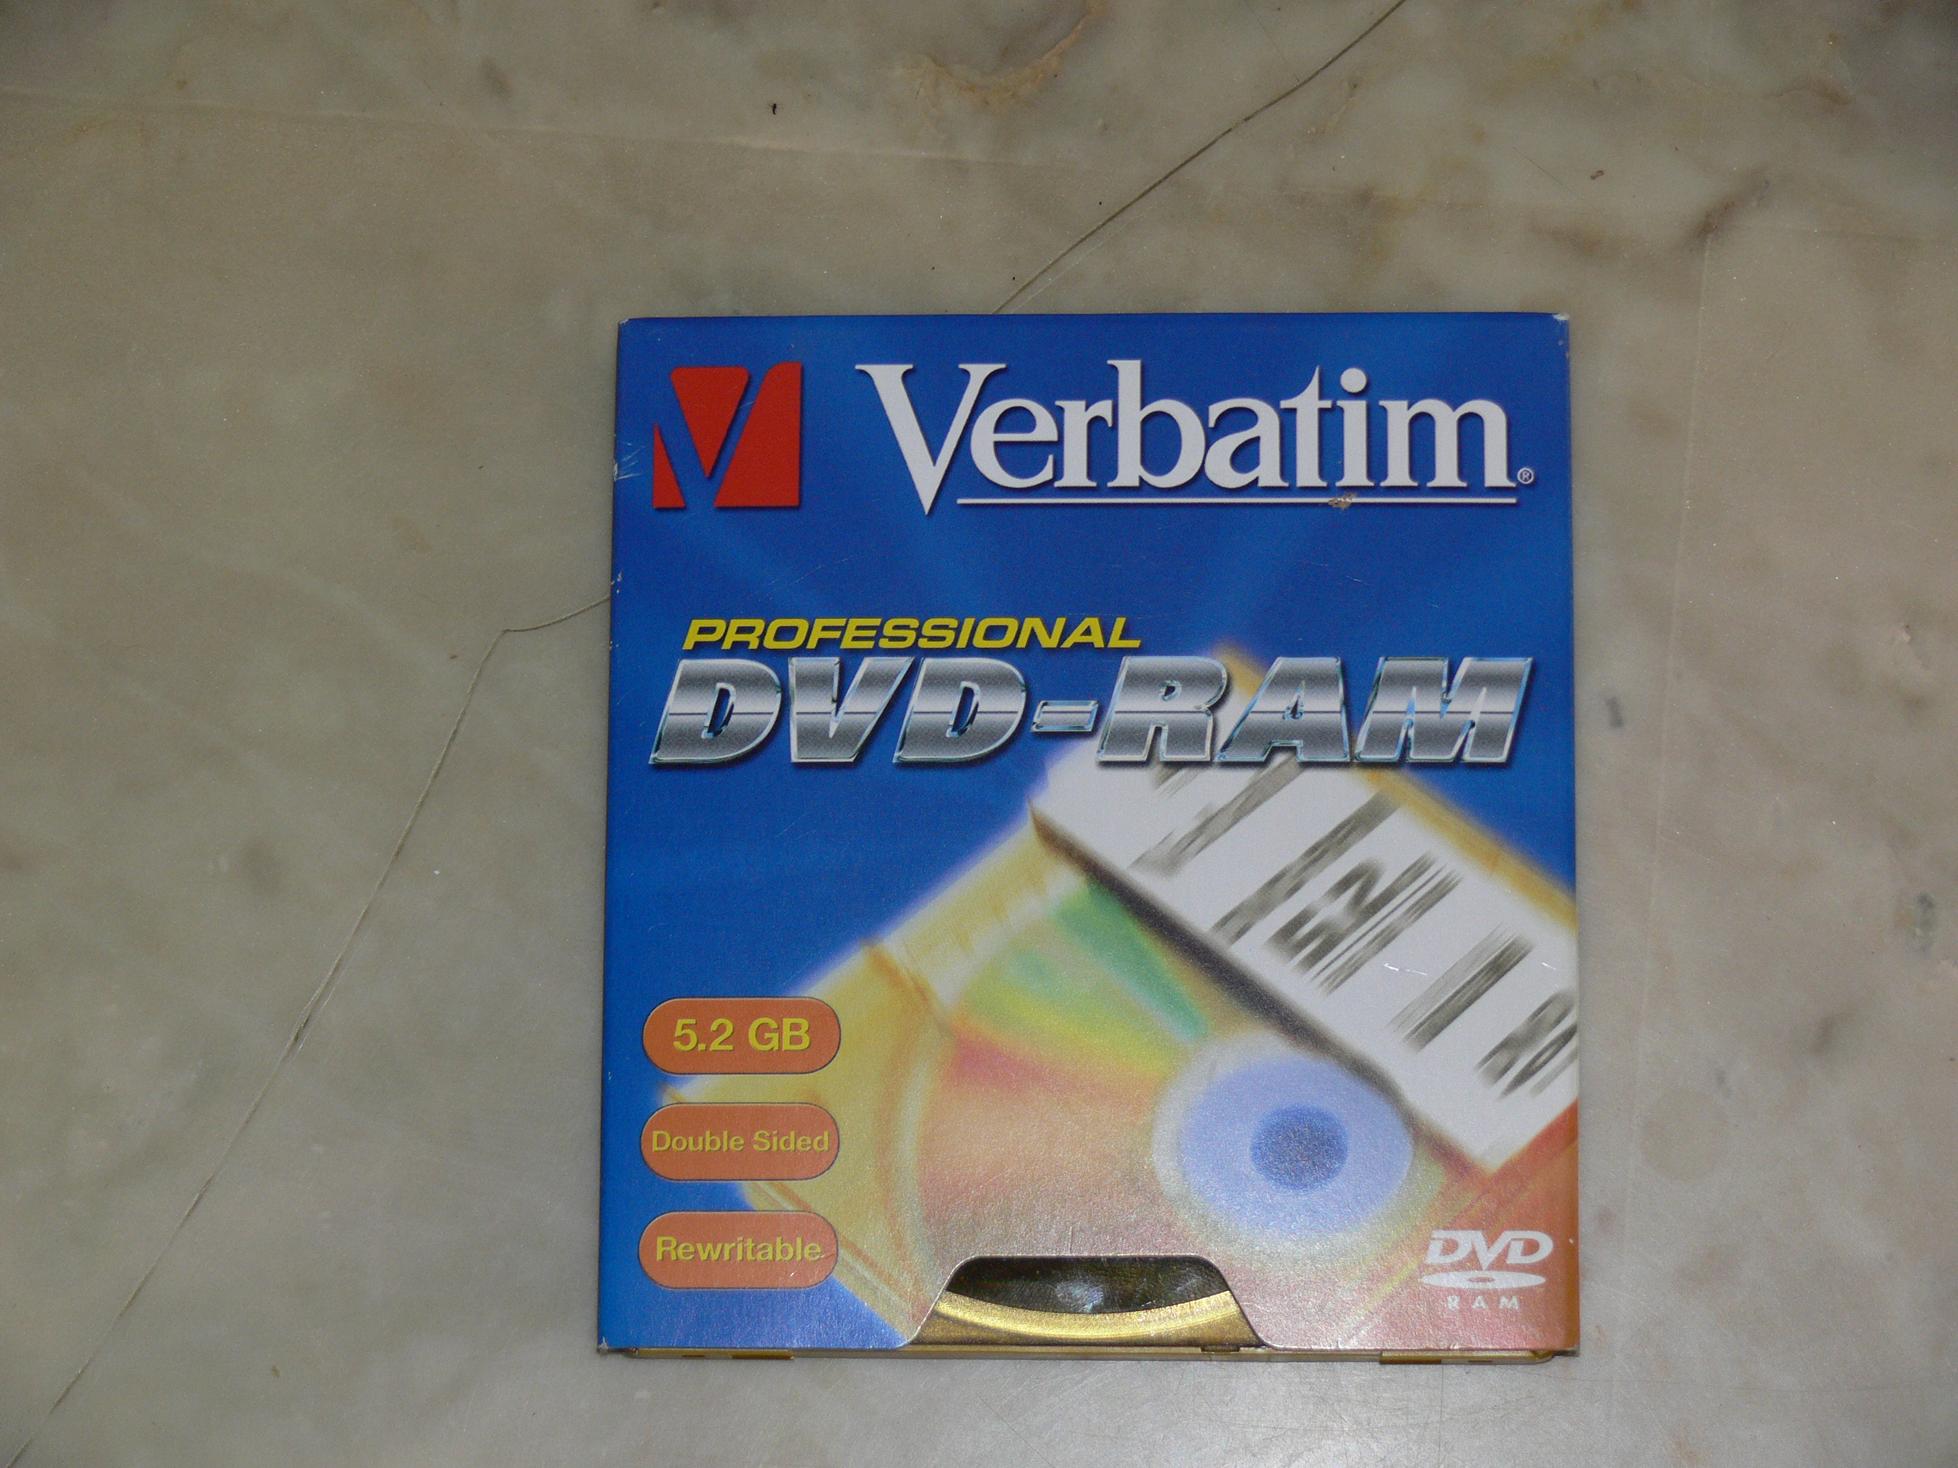 Verbatim®
PROFESSIONAL
DVD-RAM
5.2 GB
Double Sided
Rewritable
DVD
RAM